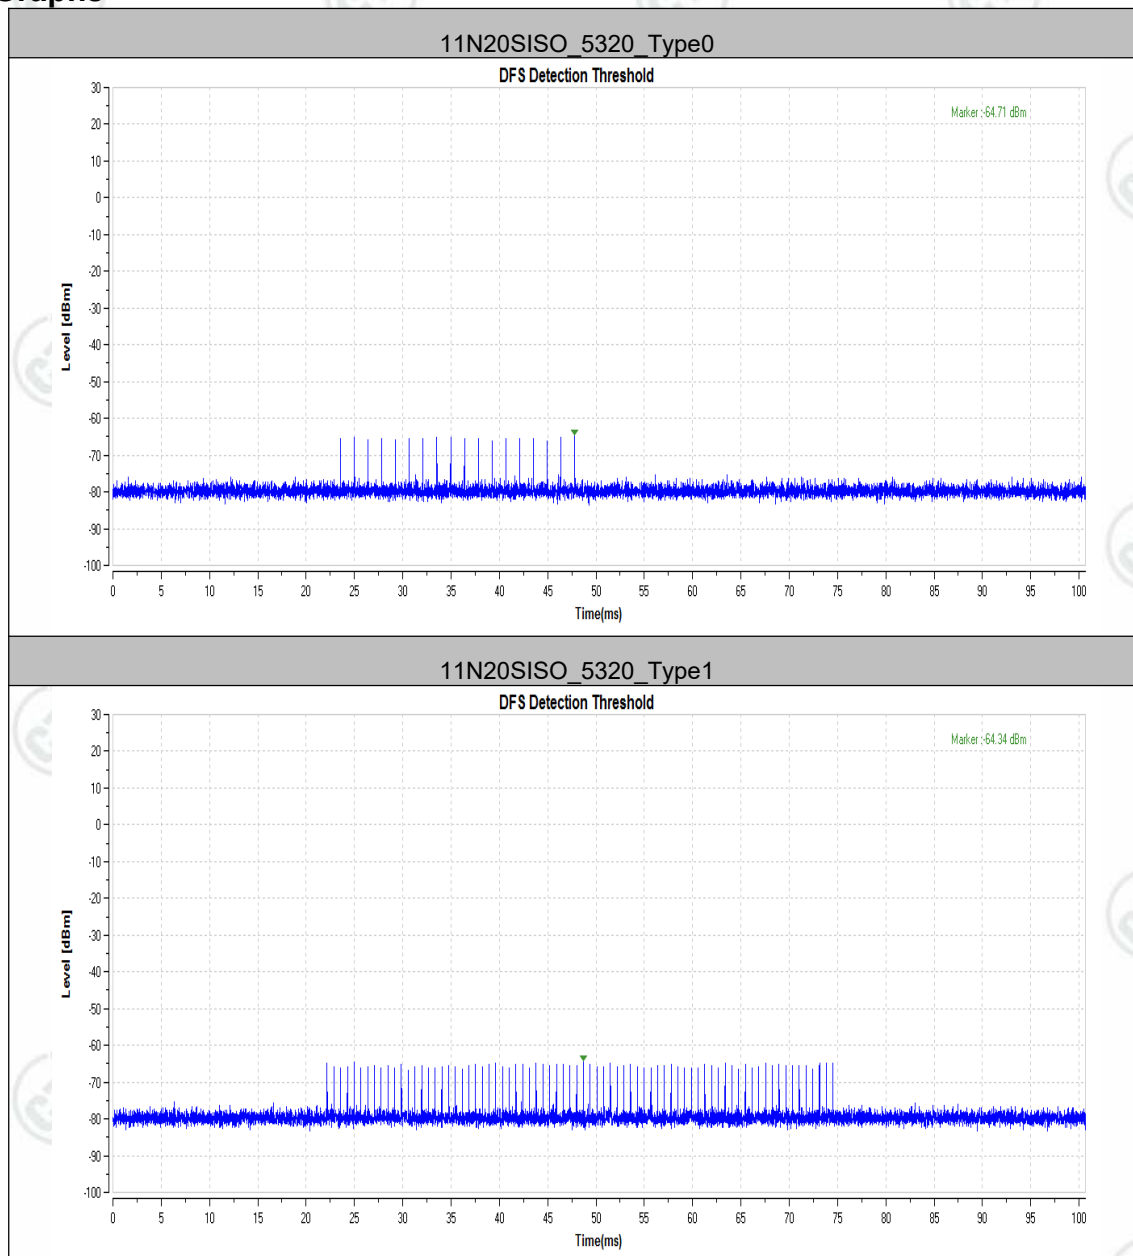 11N20SISO_5320_Type0
DFS Detection Threshold
Marker :-64.71 dBm
Level [dBm]
30
20
10
0
-10
-20
-30
-40
-50
-60
-70
-80
-90
-100
0 5 10 15 20 25 30 35 40 45 50 55 60 65 70 75 80 85 90 95 100
Time(ms)
11N20SISO_5320_Type1
DFS Detection Threshold
Marker :-64.34 dBm
Level [dBm]
30
20
10
0
-10
-20
-30
-40
-50
-60
-70
-80
-90
-100
0 5 10 15 20 25 30 35 40 45 50 55 60 65 70 75 80 85 90 95 100
Time(ms)